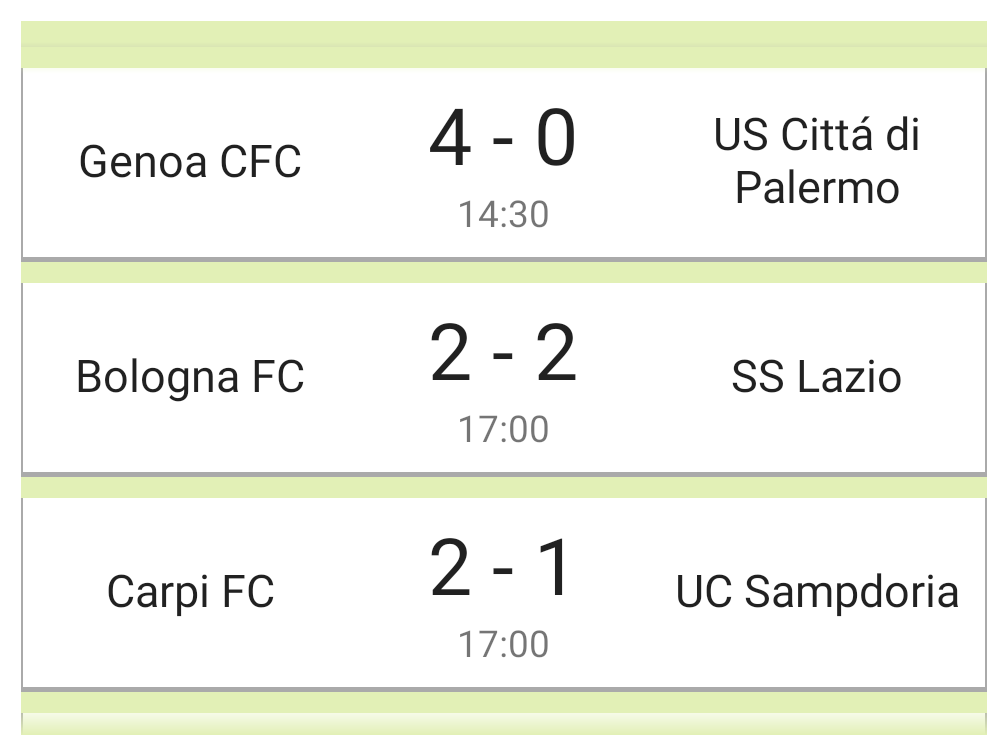 Genoa CFC
4 - 0
14:30
US Cittá di
Palermo
Bologna FC
2 - 2
17:00
SS Lazio
Carpi FC
2 - 1
17:00
UC Sampdoria